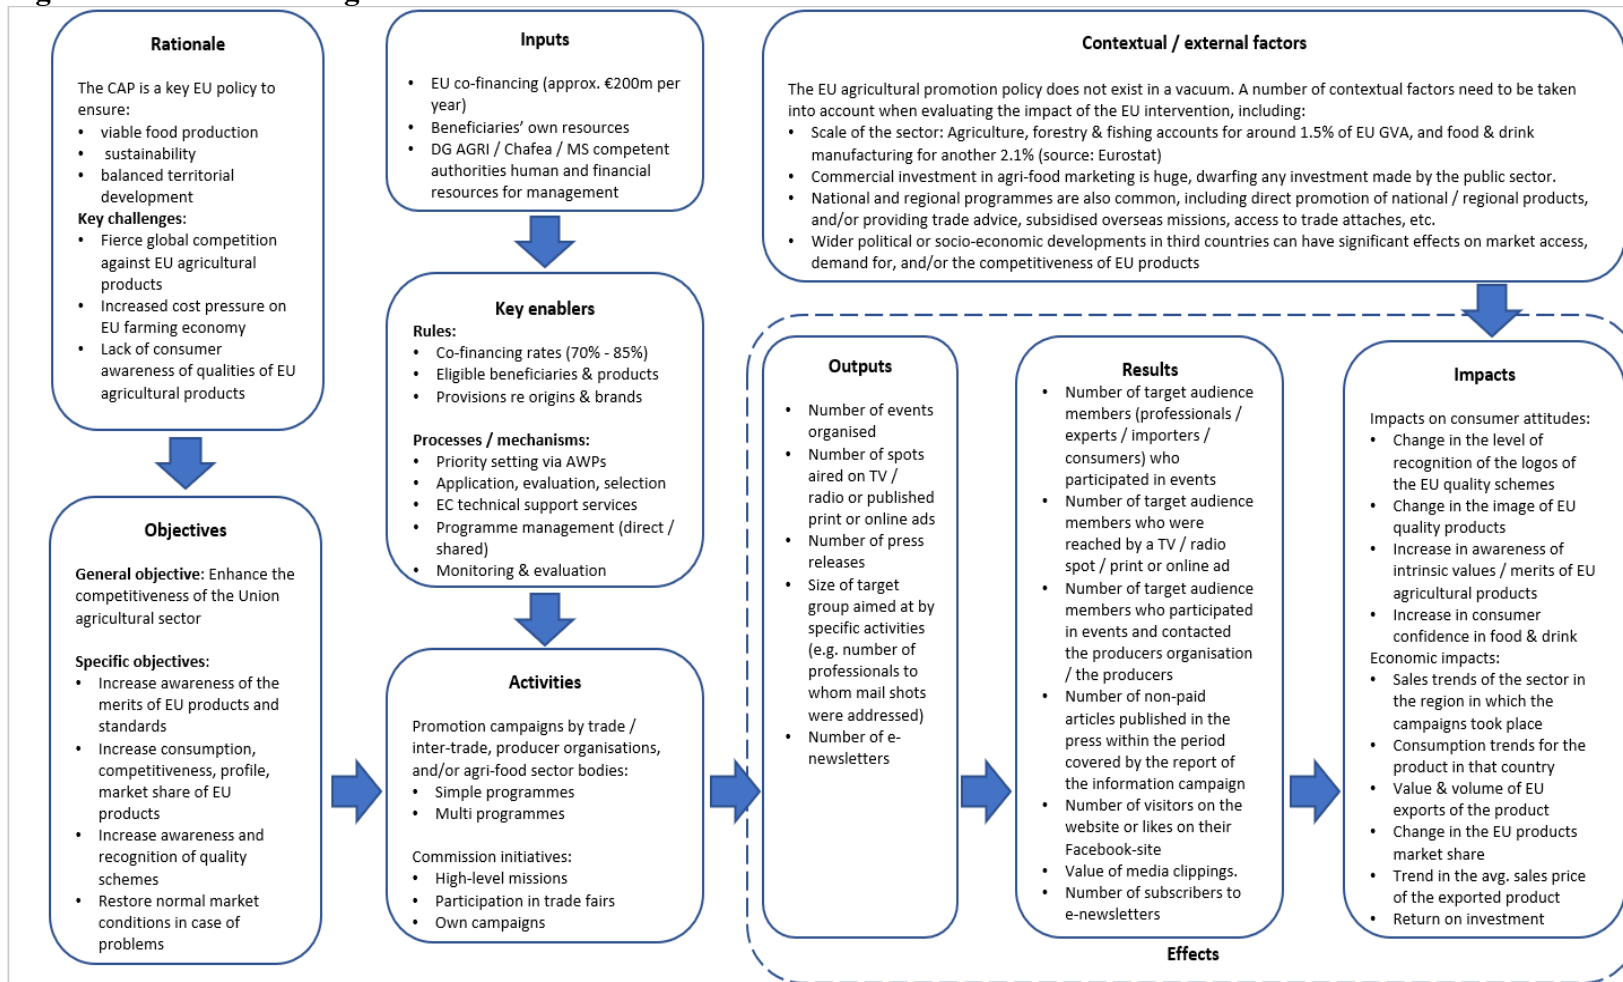 Rationale
The CAP is a key EU policy to
ensure:
• viable food production
• sustainability
• balanced territorial
development
Key challenges:
• Fierce global competition
against EU agricultural
products
• Increased cost pressure on
EU farming economy
• Lack of consumer
awareness of qualities of EU
agricultural products
Objectives
General objective: Enhance the
competitiveness of the Union
agricultural sector
Specific objectives:
• Increase awareness of the
merits of EU products and
standards
• Increase consumption,
competitiveness, profile,
market share of EU
products
• Increase awareness and
recognition of quality
schemes
• Restore normal market
conditions in case of
problems
Inputs
• EU co-financing (approx. €200m per
year)
• Beneficiaries' own resources
• DG AGRI / Chafea / MS competent
authorities human and financial
resources for management
Key enablers
Rules:
• Co-financing rates (70% - 85%)
• Eligible beneficiaries & products
• Provisions re origins & brands
Processes / mechanisms:
• Priority setting via AWPs
• Application, evaluation, selection
• EC technical support services
• Programme management (direct /
shared)
• Monitoring & evaluation
Activities
Promotion campaigns by trade /
inter-trade, producer organisations,
and/or agri-food sector bodies:
• Simple programmes
• Multi programmes
Commission initiatives:
• High-level missions
• Participation in trade fairs
• Own campaigns
Contextual / external factors
The EU agricultural promotion policy does not exist in a vacuum. A number of contextual factors need to be taken
into account when evaluating the impact of the EU intervention, including:
• Scale of the sector: Agriculture, forestry & fishing accounts for around 1.5% of EU GVA, and food & drink
manufacturing for another 2.1% (source: Eurostat)
• Commercial investment in agri-food marketing is huge, dwarfing any investment made by the public sector.
• National and regional programmes are also common, including direct promotion of national / regional products,
and/or providing trade advice, subsidised overseas missions, access to trade attaches, etc.
• Wider political or socio-economic developments in third countries can have significant effects on market access,
demand for, and/or the competitiveness of EU products
Outputs
• Number of events
organised
• Number of spots
aired on TV /
radio or published
print or online ads
• Number of press
releases
• Size of target
group aimed at by
specific activities
(e.g. number of
professionals to
whom mail shots
were addressed)
• Number of e-
newsletters
Results
• Number of target audience
members (professionals /
experts / importers /
consumers) who
participated in events
• Number of target audience
members who were
reached by a TV / radio
spot / print or online ad
• Number of target audience
members who participated
in events and contacted
the producers organisation
/ the producers
• Number of non-paid
articles published in the
press within the period
covered by the report of
the information campaign
• Number of visitors on the
website or likes on their
Facebook-site
• Value of media clippings.
• Number of subscribers to
e-newsletters
Impacts
Impacts on consumer attitudes:
• Change in the level of
recognition of the logos of
the EU quality schemes
• Change in the image of EU
quality products
• Increase in awareness of
intrinsic values / merits of EU
agricultural products
• Increase in consumer
confidence in food & drink
Economic impacts:
• Sales trends of the sector in
the region in which the
campaigns took place
• Consumption trends for the
product in that country
• Value & volume of EU
exports of the product
• Change in the EU products
market share
• Trend in the avg. sales price
of the exported product
• Return on investment
Effects